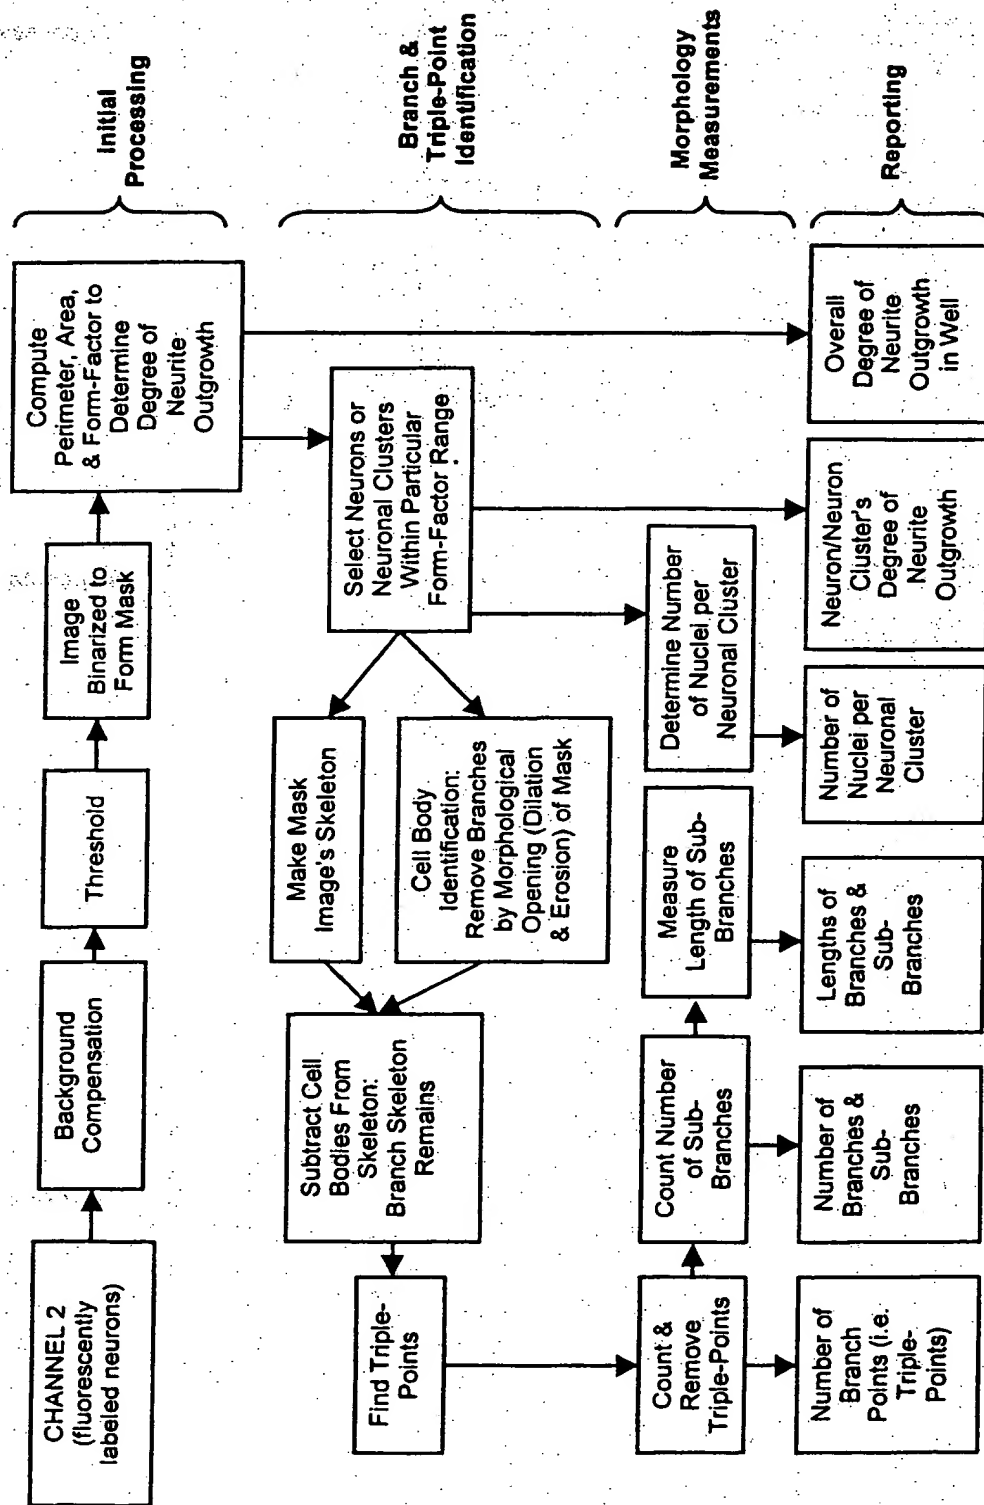 CHANNEL 2
(fluorescently
labeled neurons)
Background
Compensation
Threshold
Image
Binarized to
Form Mask
Compute
Perimeter, Area,
& Form-Factor to
Determine
Degree of
Neurite
Outgrowth
Initial
Processing
Find Triple-
Points
Subtract Cell
Bodies From
Skeleton:
Branch Skeleton
Remains
Make Mask
Image's Skeleton
Cell Body
Identification:
Remove Branches
by Morphological
Opening (Dilation
& Erosion) of Mask
Select Neurons or
Neuronal Clusters
Within Particular
Form-Factor Range
Branch &
Triple-Point
Identification
Count &
Remove
Triple-Points
Count Number
of Sub-
Branches
Measure
Length of Sub-
Branches
Determine Number
of Nuclei per
Neuronal Cluster
Morphology
Measurements
Number of
Branch
Points (i.e.
Triple-
Points)
Number of
Branches &
Sub-
Branches
Lengths of
Branches &
Sub-
Branches
Number of
Nuclei per
Neuronal
Cluster
Neuron/Neuron
Cluster's
Degree of
Neurite
Outgrowth
Overall
Degree of
Neurite
Outgrowth
in Well
Reporting